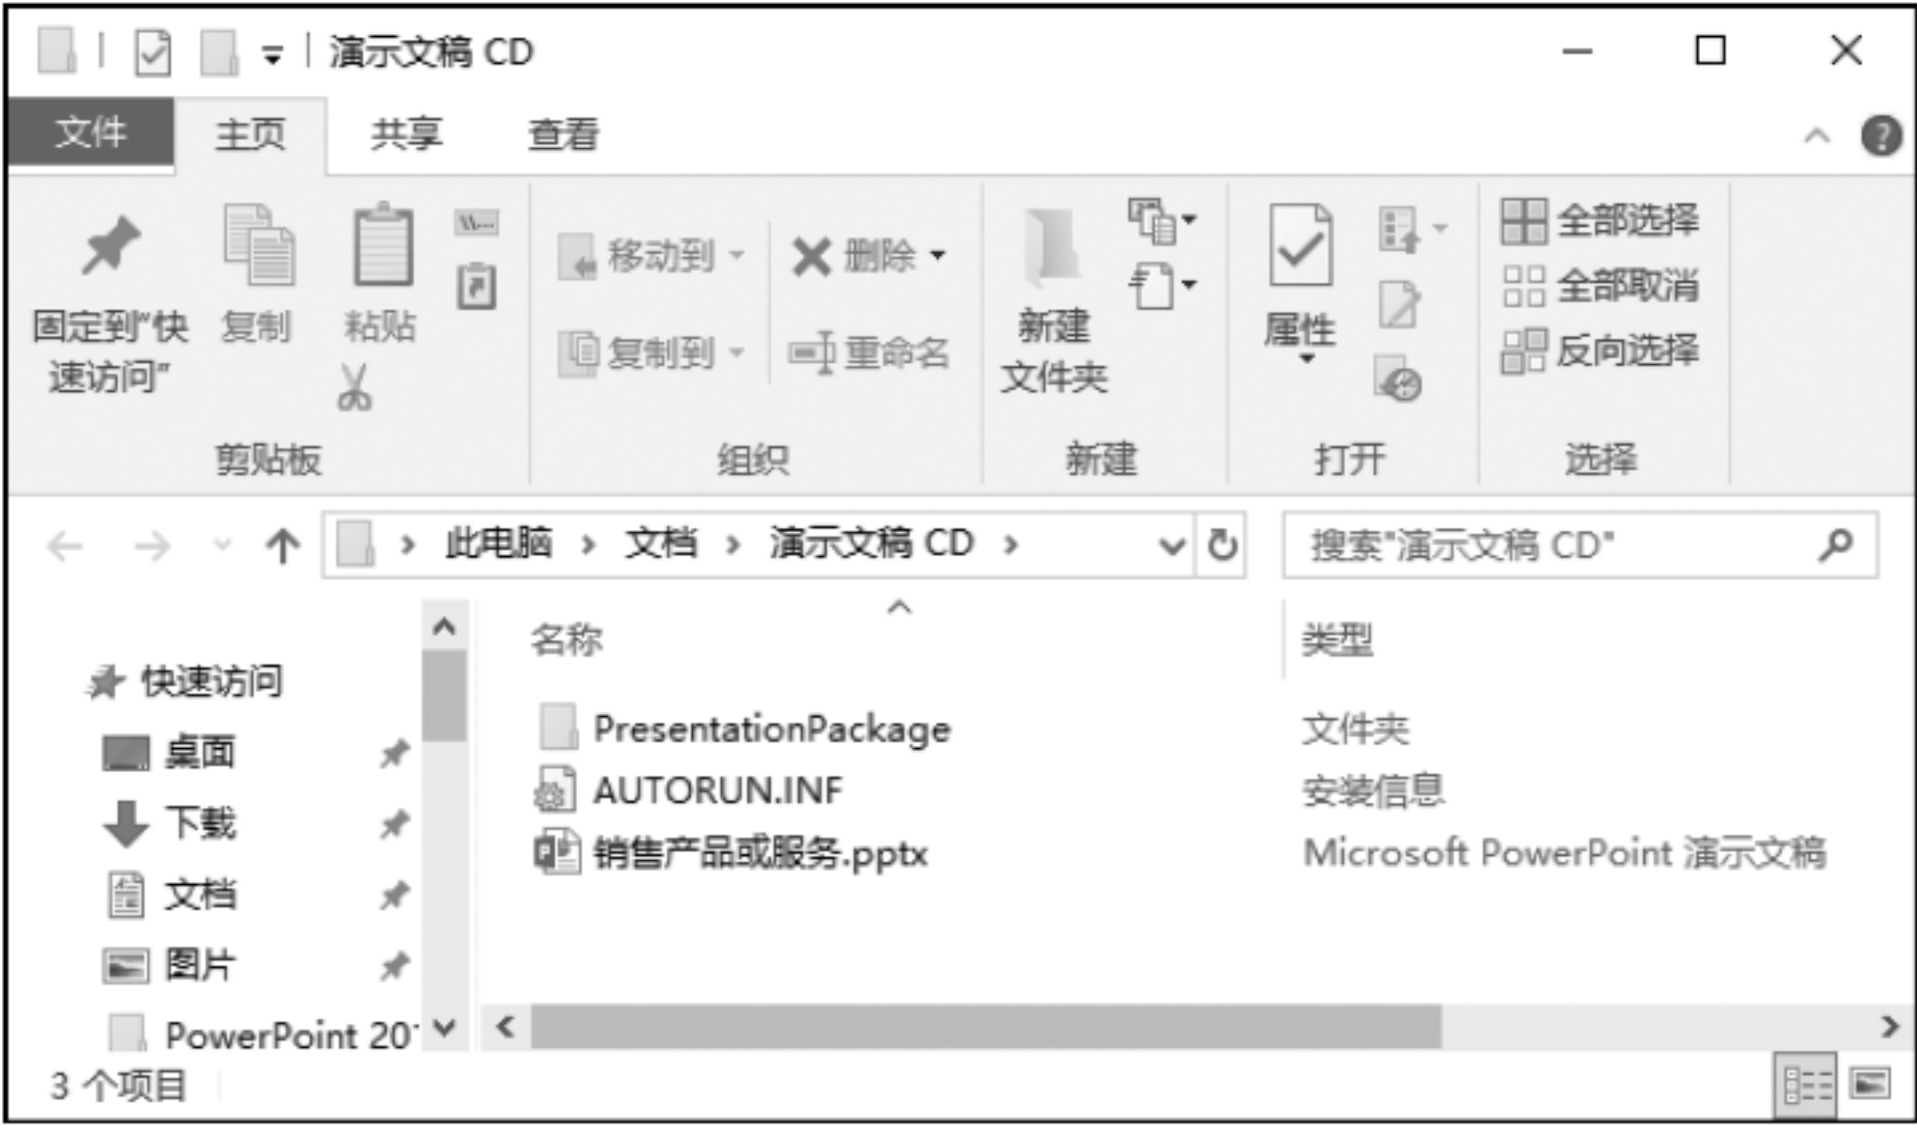 演示文稿 CD
文件 主页 共享 查看
固定到"快速访问" 复制 粘贴
移动到 删除
复制到 重命名
新建文件夹
属性
全部选择
全部取消
反向选择
剪贴板 组织 新建 打开 选择
此电脑 › 文档 › 演示文稿 CD ›
搜索"演示文稿 CD"
名称 类型
快速访问
桌面
下载
文档
图片
PowerPoint 20
PresentationPackage 文件夹
AUTORUN.INF 安装信息
销售产品或服务.pptx Microsoft PowerPoint 演示文稿
3 个项目